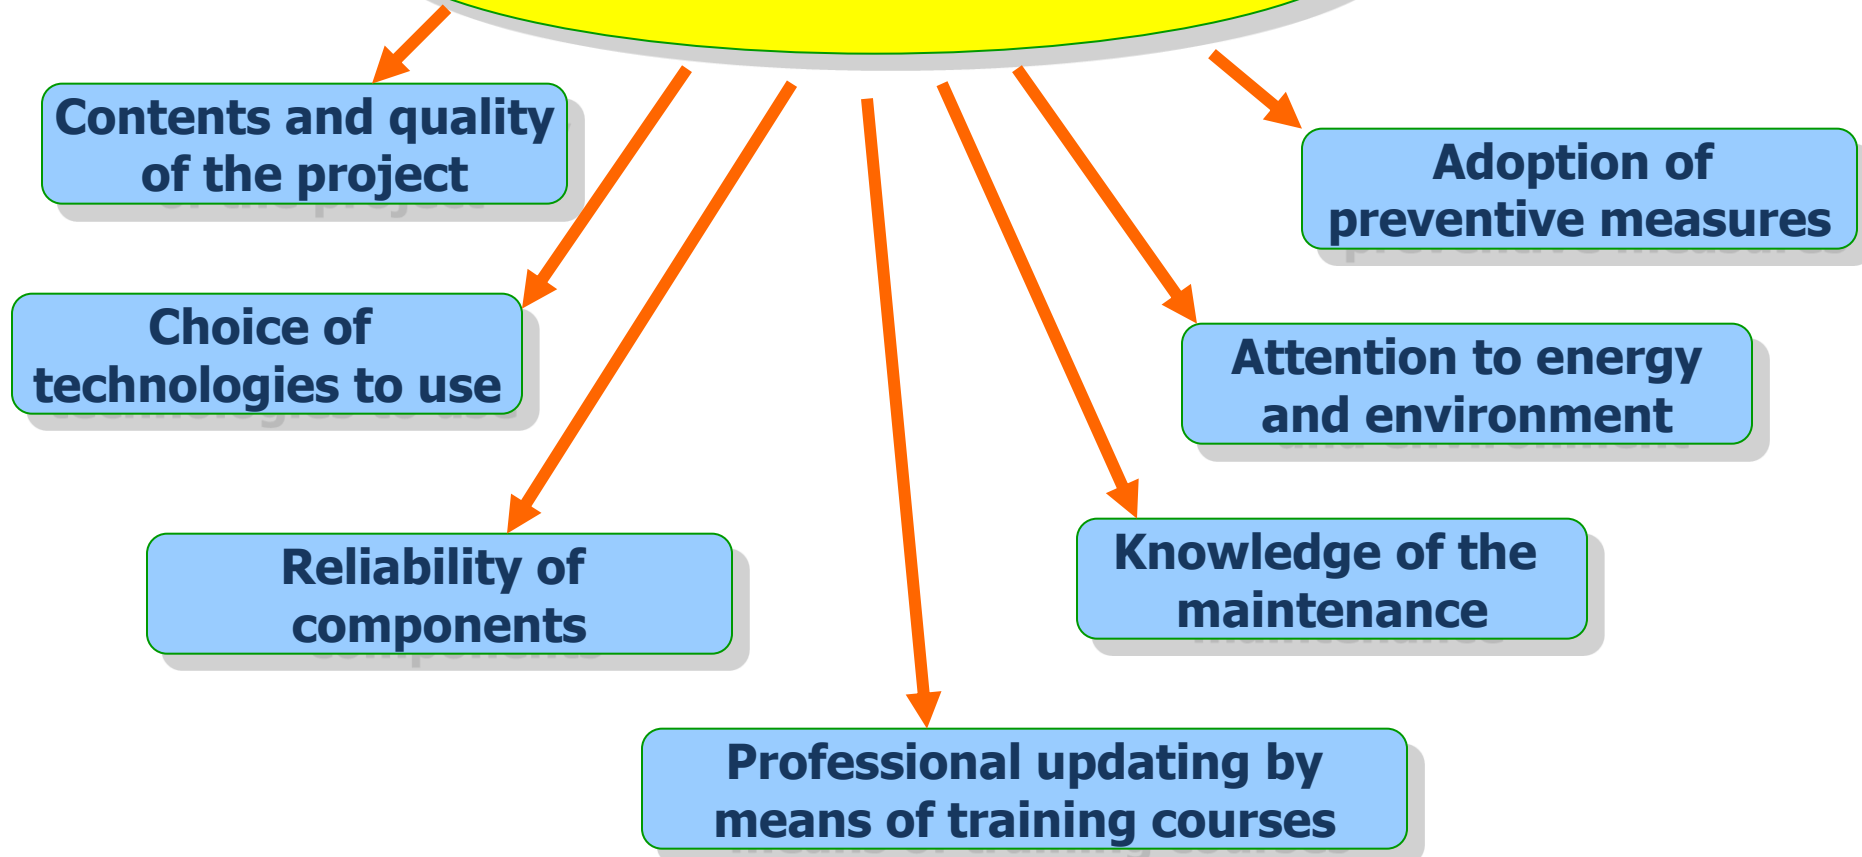 Contents and quality
of the project
Choice of
technologies to use
Reliability of
components
Professional updating by
means of training courses
Knowledge of the
maintenance
Attention to energy
and environment
Adoption of
preventive measures